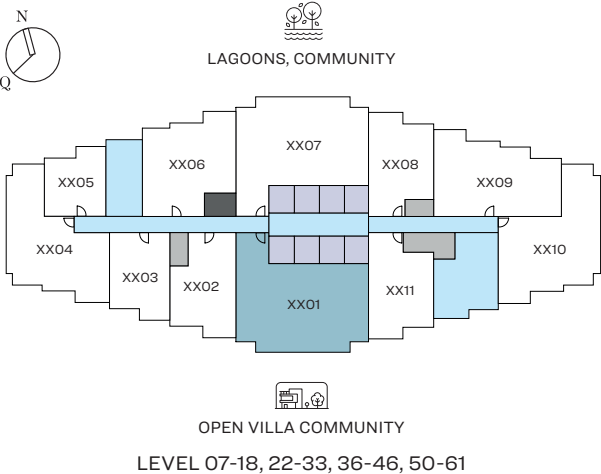 N
Q
LAGOONS, COMMUNITY
XX07
XX06
XX08
XX05
XX09
XX04
XX10
XX03
XX02
XX11
XX01
OPEN VILLA COMMUNITY
LEVEL 07-18, 22-33, 36-46, 50-61